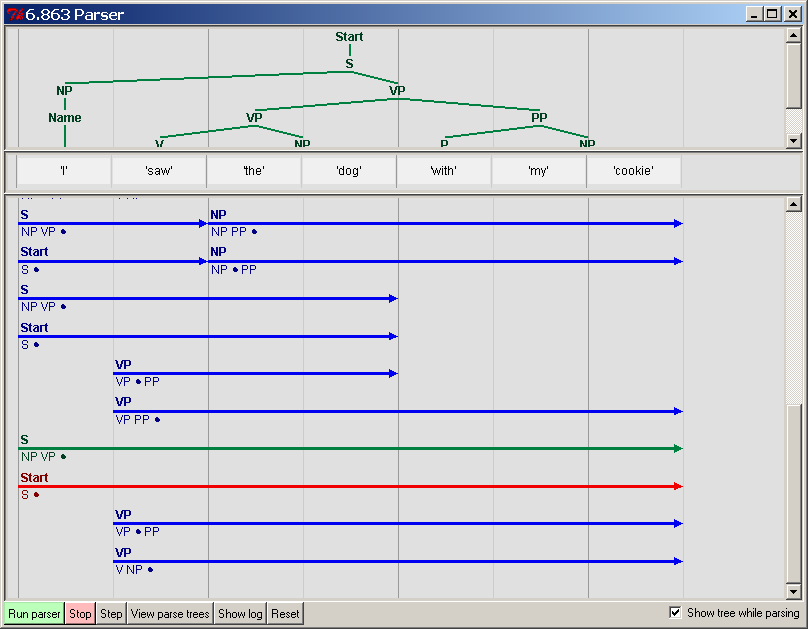 6.863 Parser
Start
S
NP VP
Name VP PP
V NP P NP
'I' 'saw' 'the' 'dog' 'with' 'my' 'cookie'
S NP
NP VP • NP PP •
Start NP
S • NP • PP
S
NP VP •
Start
S •
VP
VP • PP
VP
VP PP •
S
NP VP •
Start
S •
VP
VP • PP
VP
V NP •
Run parser Stop Step View parse trees Show log Reset Show tree while parsing